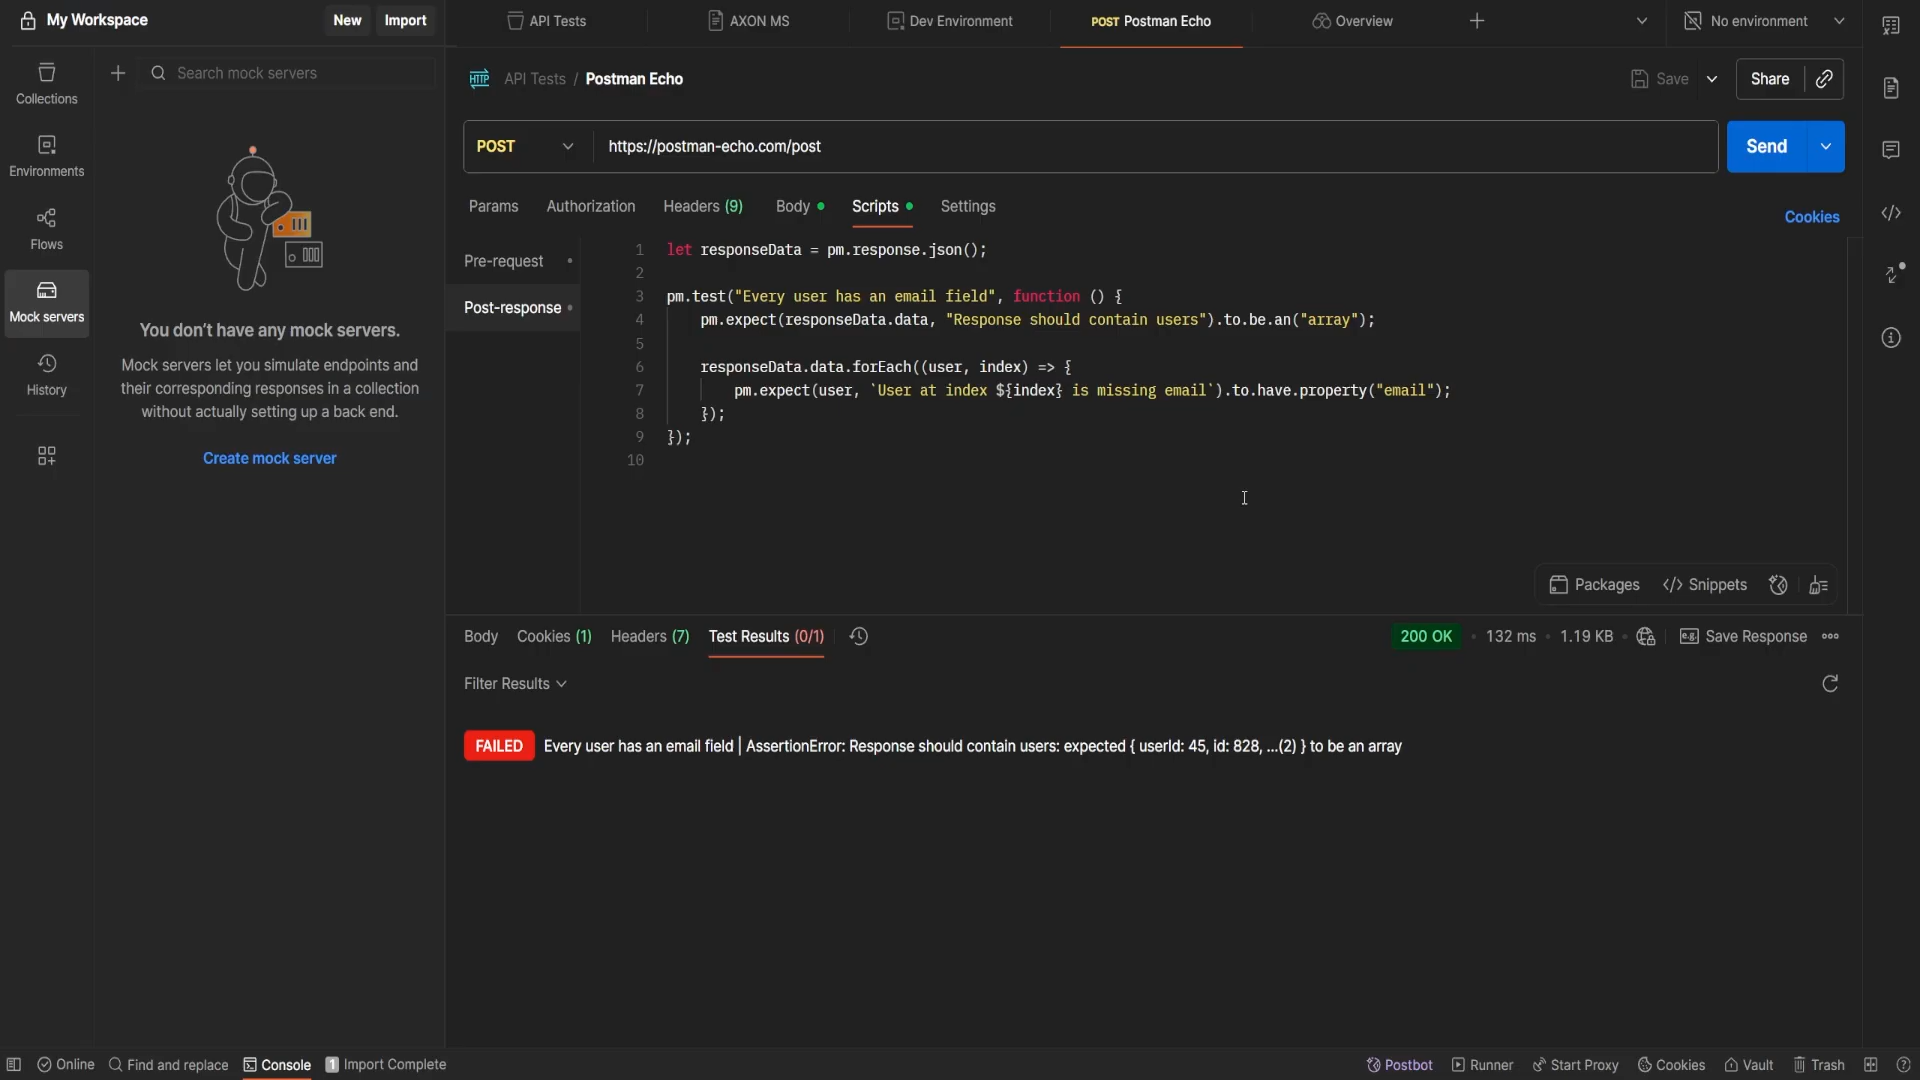 My Workspace
New
Import
API Tests
AXON MS
Dev Environment
POST Postman Echo
Overview
No environment
Collections
Environments
Flows
Mock servers
History
Search mock servers
You don’t have any mock servers.
Mock servers let you simulate endpoints and
their corresponding responses in a collection
without actually setting up a back end.
Create mock server
HTTP API Tests / Postman Echo
Save
Share
POST
https://postman-echo.com/post
Send
Params
Authorization
Headers (9)
Body
Scripts
Settings
Cookies
Pre-request
Post-response
1 let responseData = pm.response.json();
2
3 pm.test("Every user has an email field", function () {
4 pm.expect(responseData.data, "Response should contain users").to.be.an("array");
5
6 responseData.data.forEach((user, index) => {
7 pm.expect(user, `User at index ${index} is missing email`).to.have.property("email");
8 });
9 });
10
Packages
</> Snippets
Body
Cookies (1)
Headers (7)
Test Results (0/1)
200 OK
132 ms
1.19 KB
e.g. Save Response
Filter Results
FAILED Every user has an email field | AssertionError: Response should contain users: expected { userId: 45, id: 828, ...(2) } to be an array
Online
Find and replace
Console
1 Import Complete
Postbot
Runner
Start Proxy
Cookies
Vault
Trash